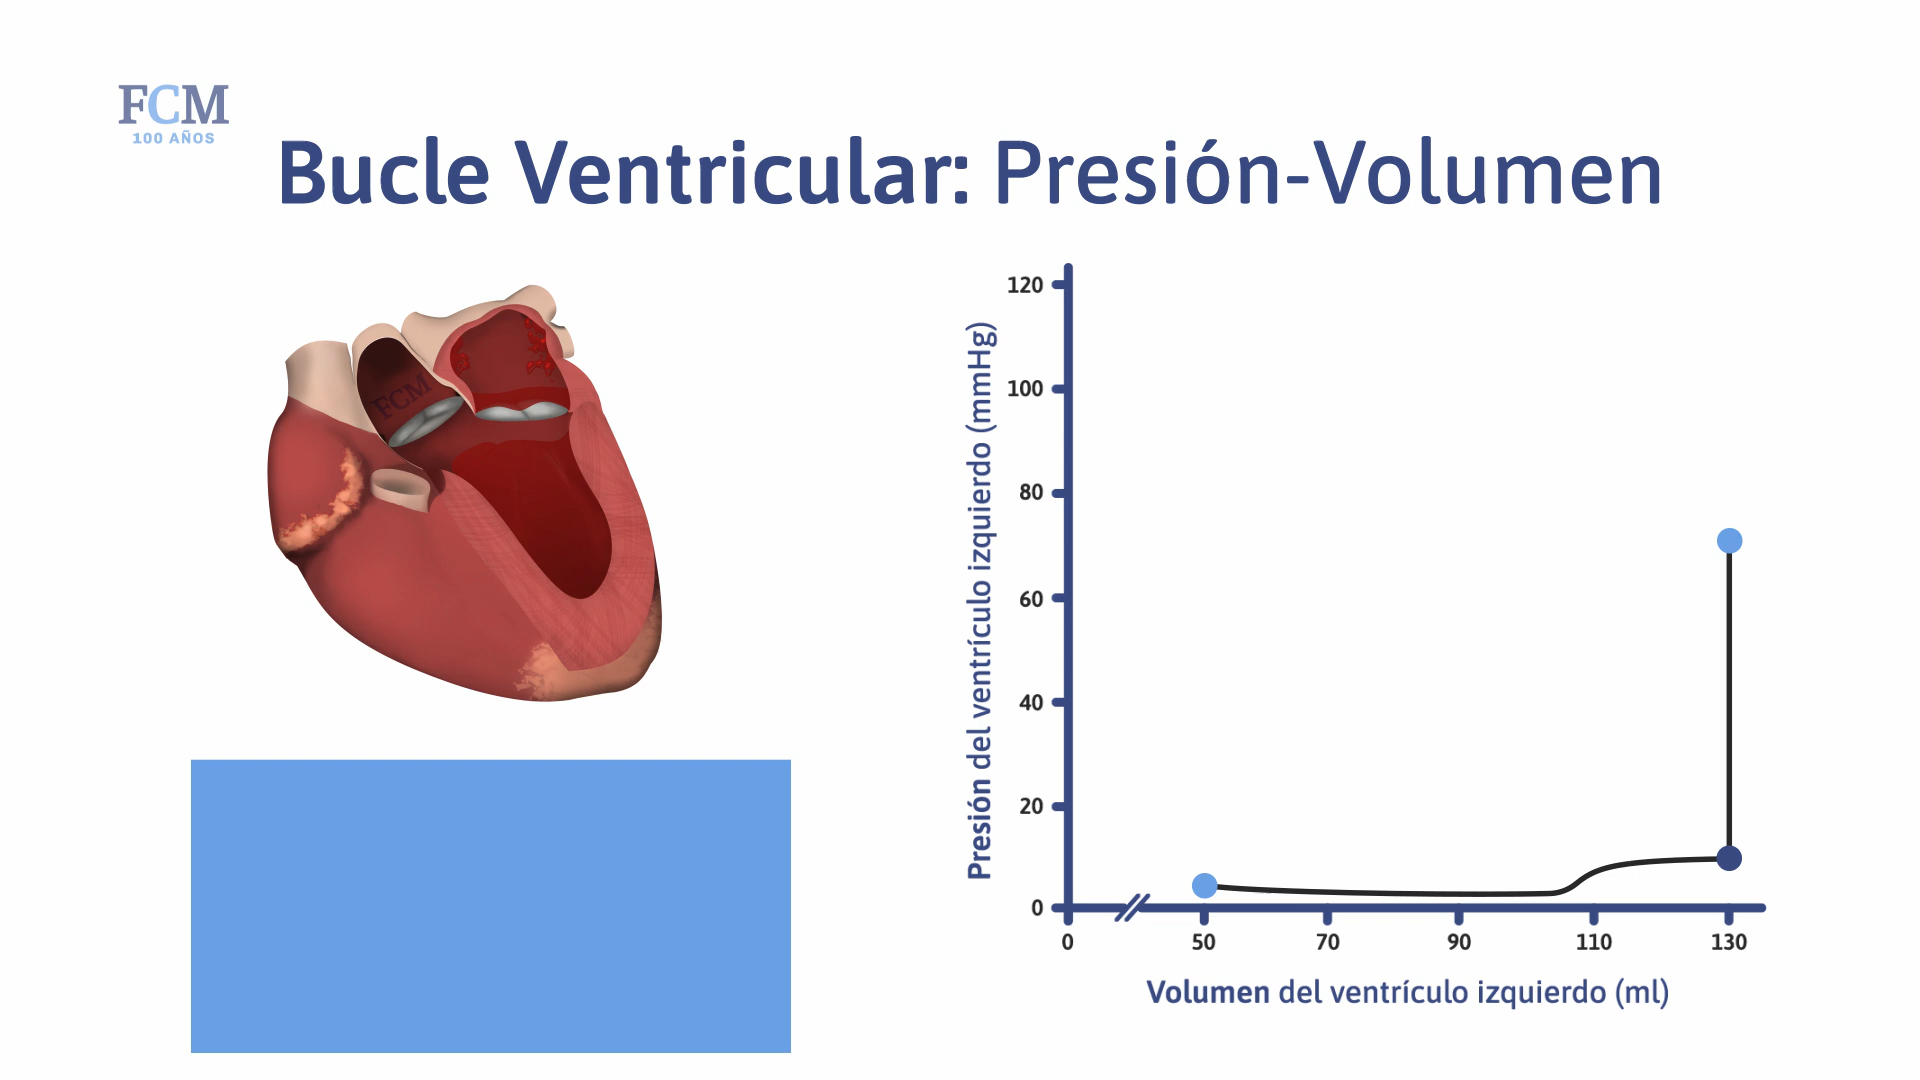 FCM
100 AÑOS
Bucle Ventricular: Presión-Volumen
FCM
Presión del ventrículo izquierdo (mmHg)
120
100
80
60
40
20
0
0 50 70 90 110 130
Volumen del ventrículo izquierdo (ml)